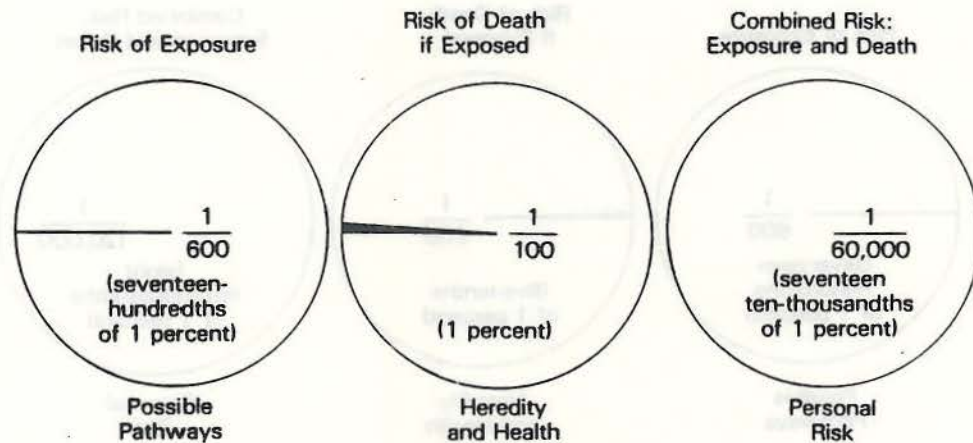 Risk of Exposure
1
600
(seventeen-
hundredths
of 1 percent)
Possible
Pathways
Risk of Death
if Exposed
1
100
(1 percent)
Heredity
and Health
Combined Risk:
Exposure and Death
1
60,000
(seventeen
ten-thousandths
of 1 percent)
Personal
Risk